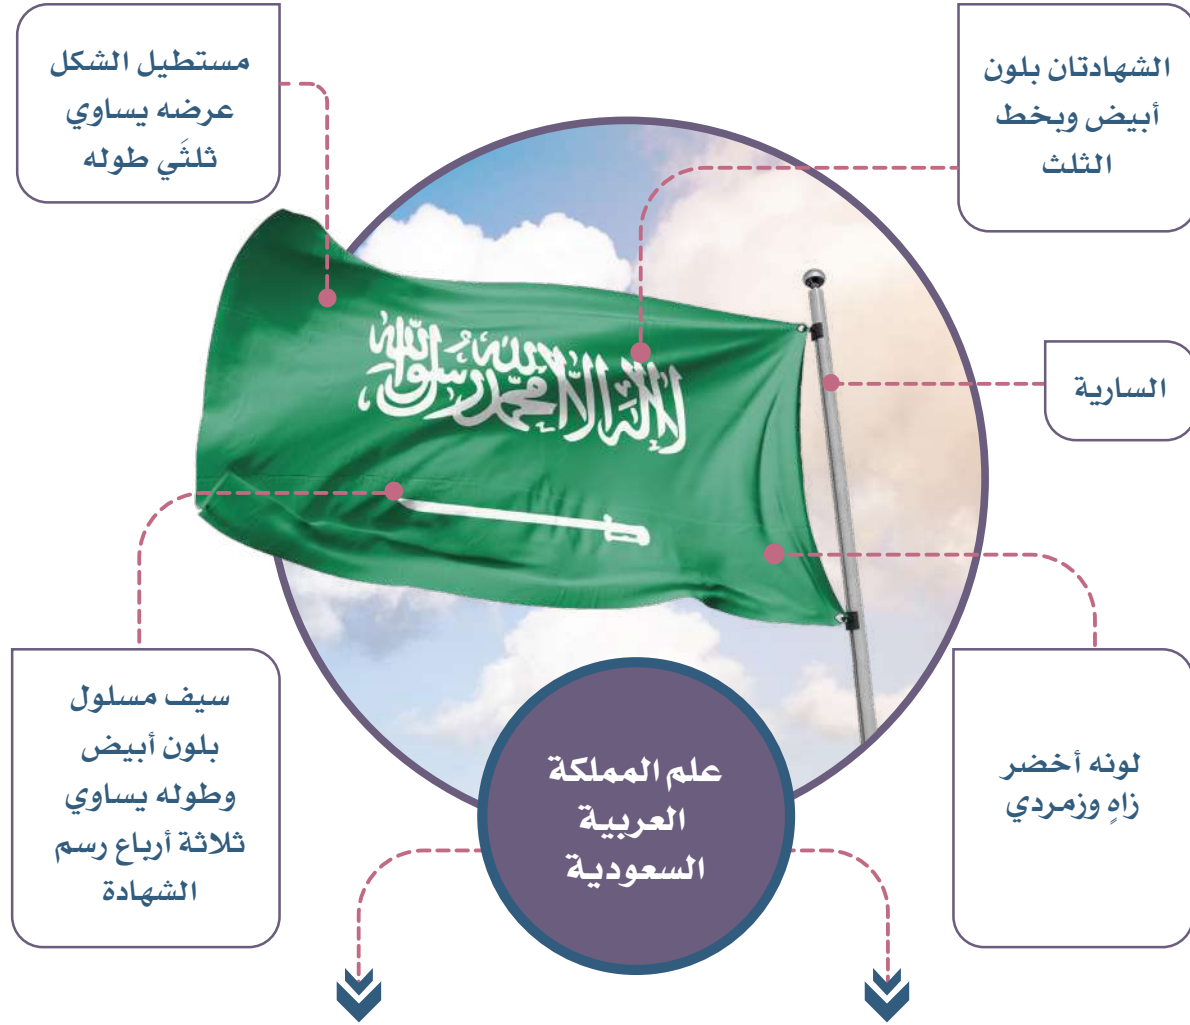 الشهادتان بلون
أبيض وبخط
الثلث
مستطيل الشكل
عرضه يساوي
ثلثَي طوله
لا إله إلا الله محمد رسول الله
السارية
لونه أخضر
زاهٍ وزمردي
سيف مسلول
بلون أبيض
وطوله يساوي
ثلاثة أرباع رسم
الشهادة
علم المملكة
العربية
السعودية